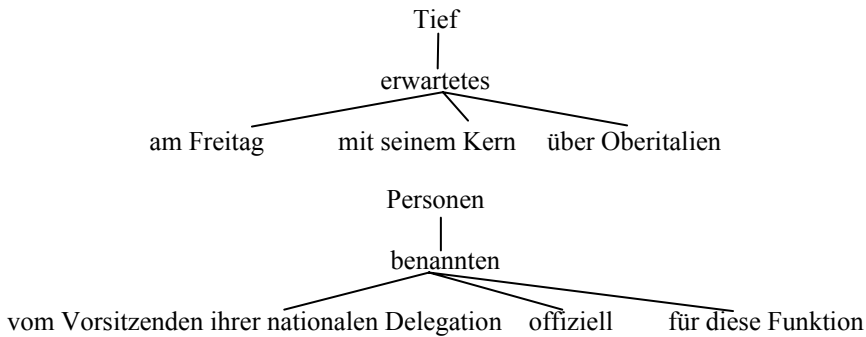 Tief
erwartetes
am Freitag mit seinem Kern über Oberitalien
Personen
benannten
vom Vorsitzenden ihrer nationalen Delegation offiziell für diese Funktion